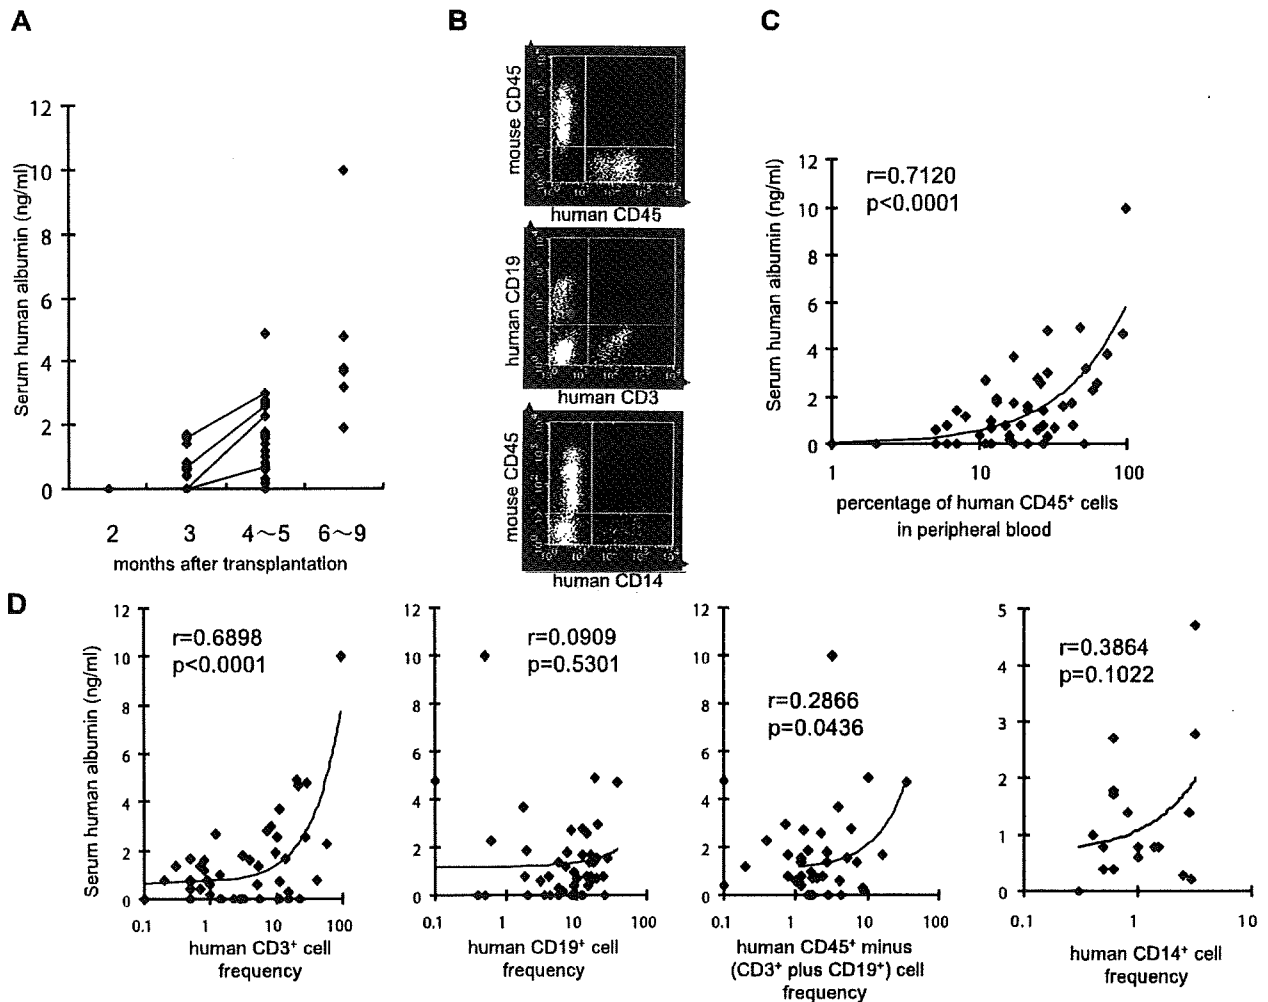 A
B
C
12
10
8
6
4
2
0
Serum human albumin (ng/ml)
2
3
4～5
6～9
months after transplantation
mouse CD45
human CD45
human CD19
human CD3
mouse CD45
human CD14
r=0.7120
p<0.0001
12
10
8
6
4
2
0
Serum human albumin (ng/ml)
1
10
100
percentage of human CD45⁺ cells
in peripheral blood
D
Serum human albumin (ng/ml)
12
10
8
6
4
2
0
r=0.6898
p<0.0001
0.1
1
10
100
human CD3⁺ cell
frequency
12
10
8
6
4
2
0
r=0.0909
p=0.5301
0.1
1
10
100
human CD19⁺ cell
frequency
12
10
8
6
4
2
0
r=0.2866
p=0.0436
0.1
1
10
100
human CD45⁺ minus
(CD3⁺ plus CD19⁺) cell
frequency
5
4
3
2
1
0
r=0.3864
p=0.1022
0.1
1
10
human CD14⁺ cell
frequency